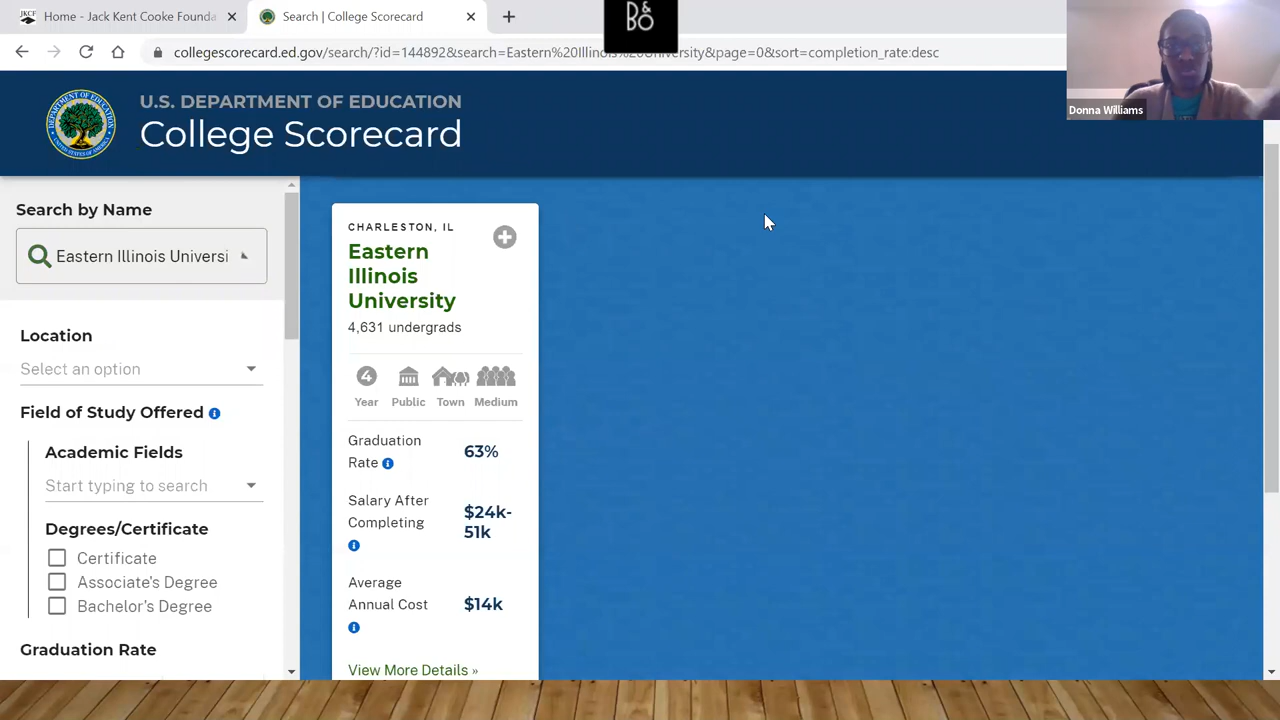 JKCF
Home - Jack Kent Cooke Founda
Search | College Scorecard
D&
BO
collegescorecard.ed.gov/search/?id=144892&search=Eastern%20Illinois%20University&page=0&sort=completion_rate:desc
Donna Williams
U.S. DEPARTMENT OF EDUCATION
College Scorecard
Search by Name
Eastern Illinois Universi
Location
Select an option
Field of Study Offered
Academic Fields
Start typing to search
Degrees/Certificate
Certificate
Associate's Degree
Bachelor's Degree
Graduation Rate
CHARLESTON, IL
Eastern
Illinois
University
4,631 undergrads
4
Year Public Town Medium
Graduation
Rate
63%
Salary After
Completing
$24k-
51k
Average
Annual Cost
$14k
View More Details »